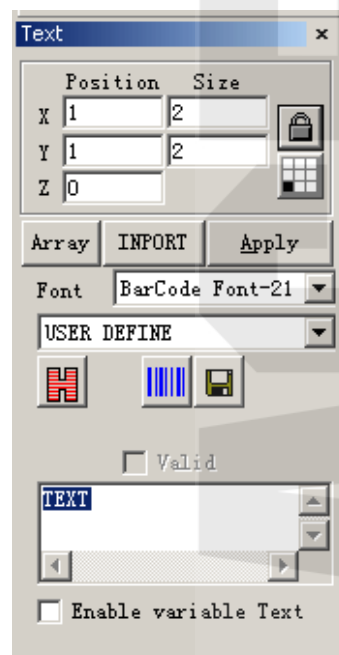 Text ×
Position Size
X 1 2
Y 1 2
Z 0
Array INPORT Apply
Font BarCode Font-21
USER DEFINE
H
Valid
TEXT
Enable variable Text